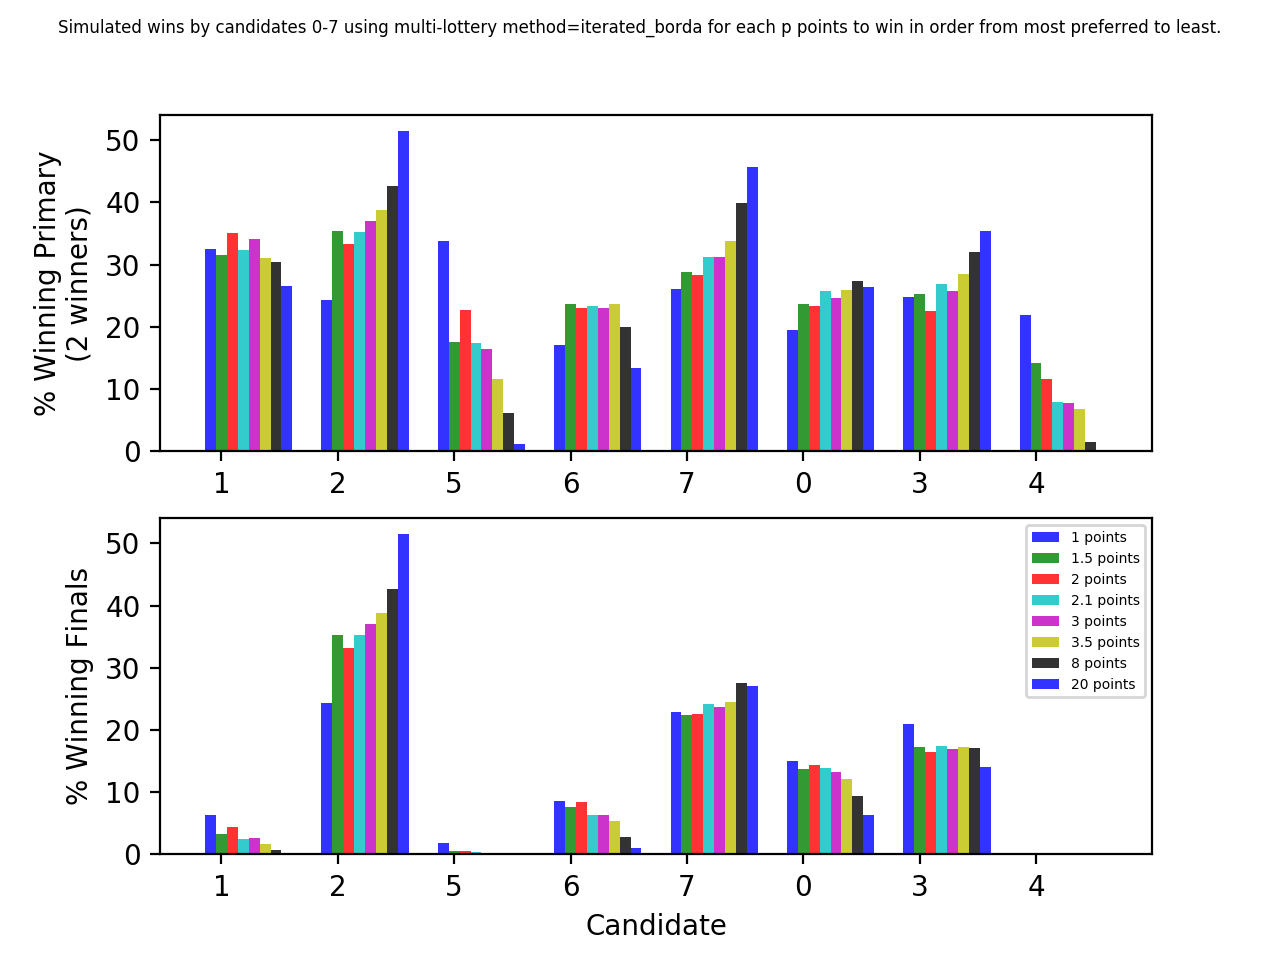 Simulated wins by candidates 0-7 using multi-lottery method=iterated_borda for each p points to win in order from most preferred to least.
% Winning Primary
(2 winners)
50
40
30
20
10
0
1 2 5 6 7 0 3 4
% Winning Finals
50
40
30
20
10
0
1 points
1.5 points
2 points
2.1 points
3 points
3.5 points
8 points
20 points
1 2 5 6 7 0 3 4
Candidate